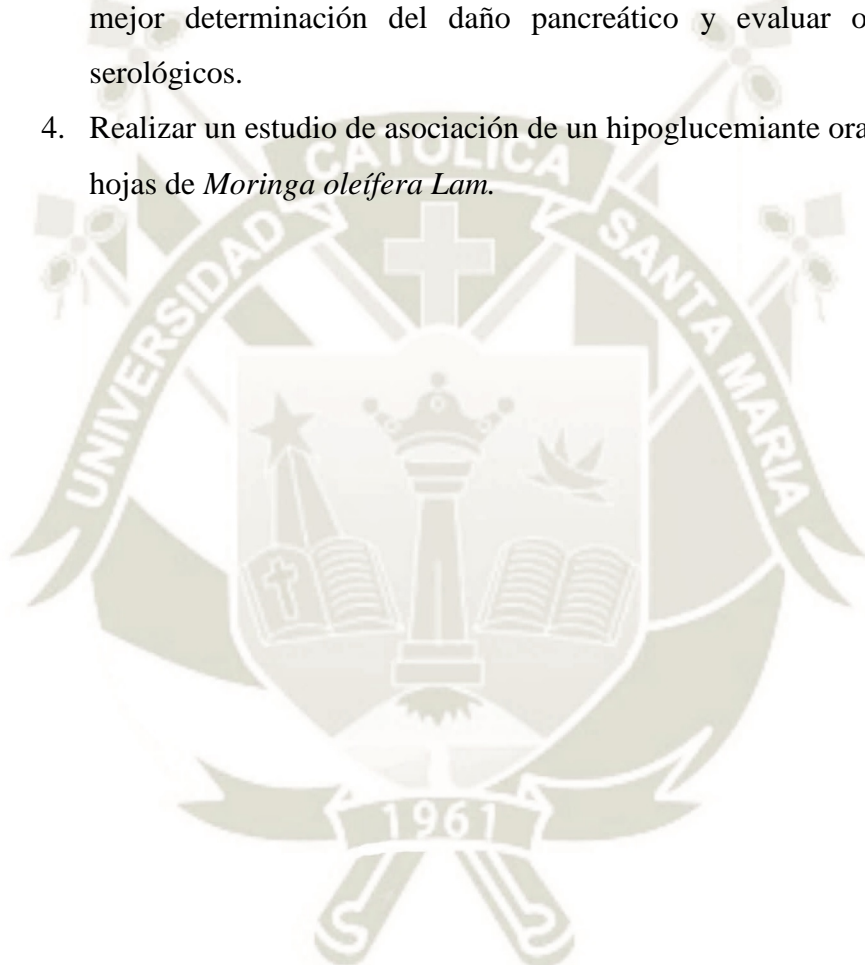 mejor determinación del daño pancreático y evaluar o
serológicos.
4. Realizar un estudio de asociación de un hipoglucemiante ora
hojas de Moringa oleífera Lam.
CATOLICA
UNIVERSIDAD SANTA MARIA
1961